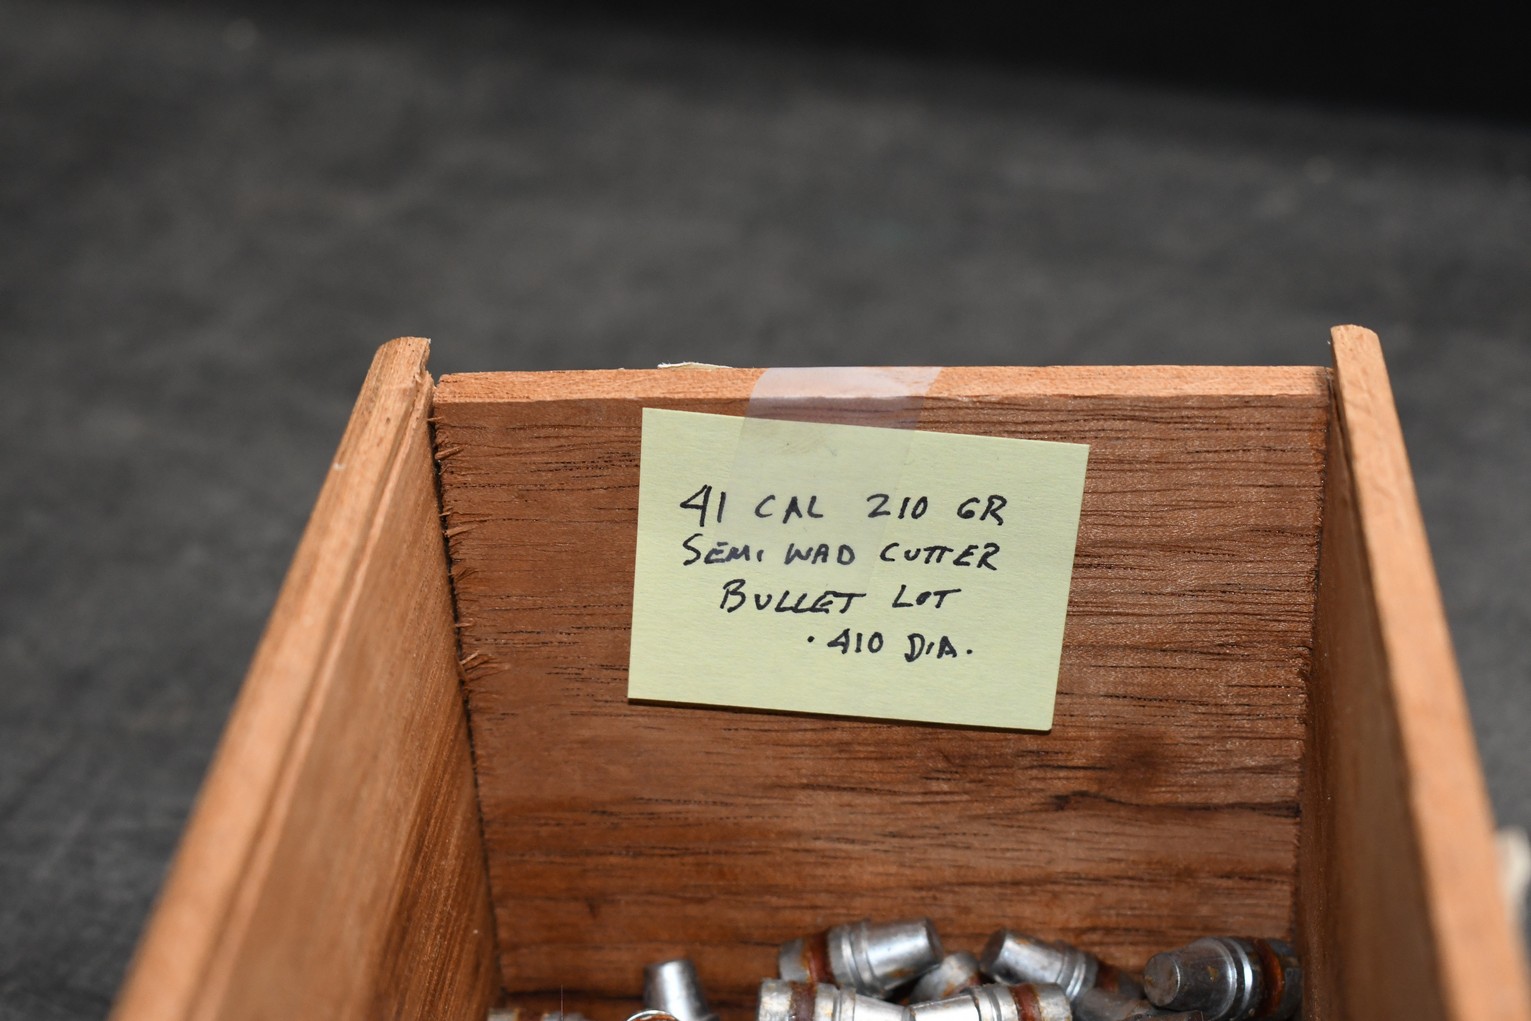 41 CAL 210 GR
SEMI WAD CUTTER
BULLET LOT
.410 DIA.